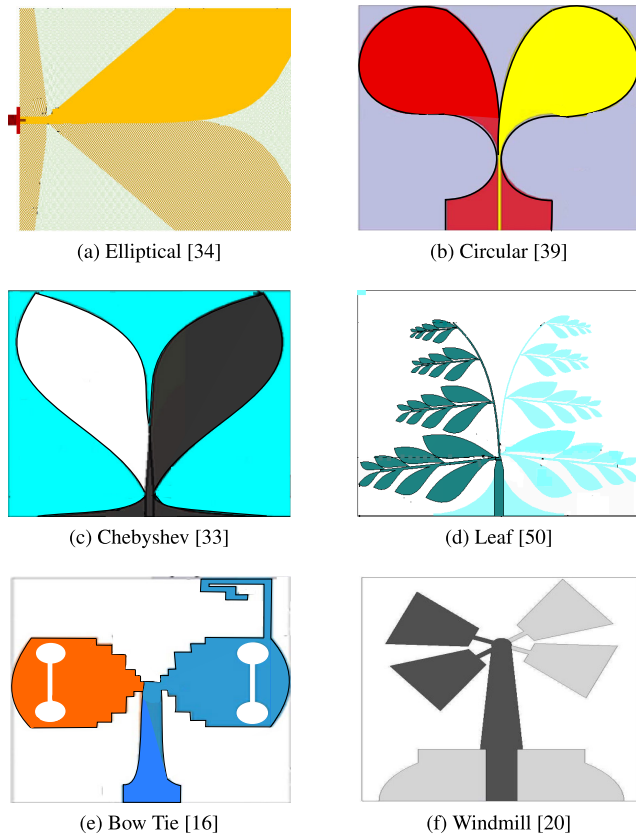 (a) Elliptical [34]
(b) Circular [39]
(c) Chebyshev [33]
(d) Leaf [50]
(e) Bow Tie [16]
(f) Windmill [20]